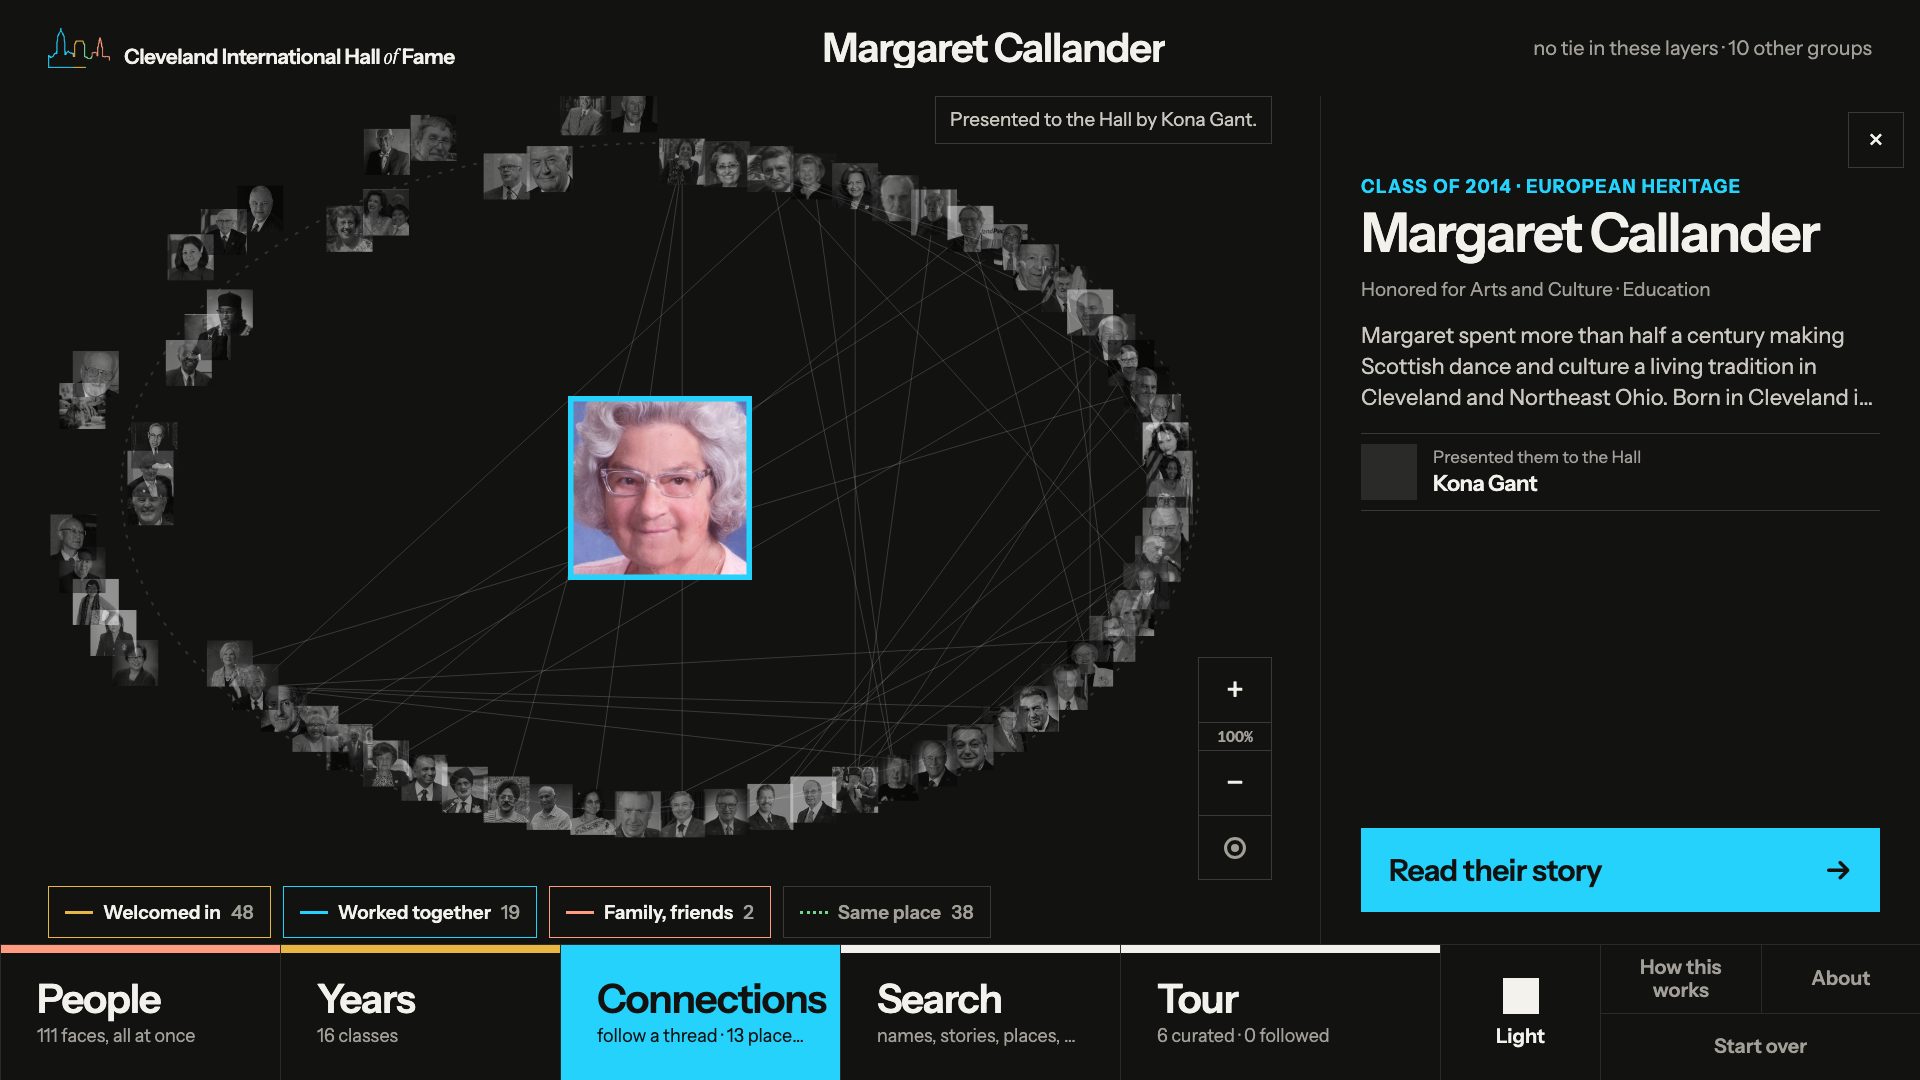 Cleveland International Hall of Fame
Margaret Callander
no tie in these layers · 10 other groups
Presented to the Hall by Kona Gant.
×
CLASS OF 2014 · EUROPEAN HERITAGE
Margaret Callander
Honored for Arts and Culture · Education
Margaret spent more than half a century making
Scottish dance and culture a living tradition in
Cleveland and Northeast Ohio. Born in Cleveland i...
Presented them to the Hall
Kona Gant
+
100%
−
Read their story →
Welcomed in 48
Worked together 19
Family, friends 2
Same place 38
People
111 faces, all at once
Years
16 classes
Connections
follow a thread · 13 place...
Search
names, stories, places, ...
Tour
6 curated · 0 followed
Light
How this
works
About
Start over